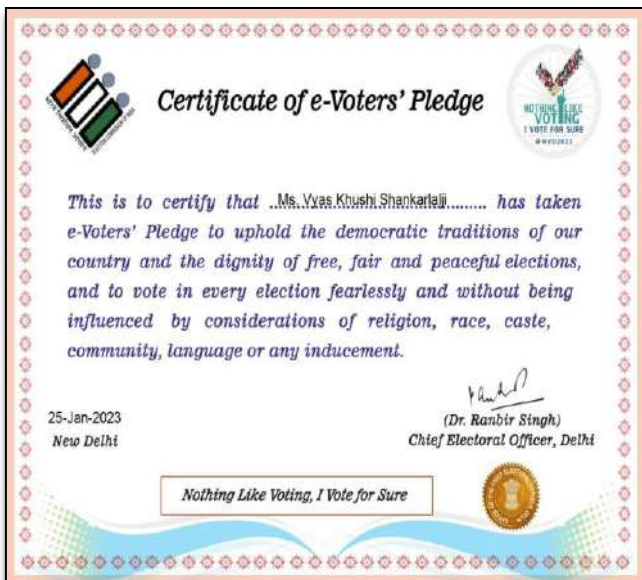 Certificate of e-Voters' Pledge
NOTHING LIKE
VOTING
I VOTE FOR SURE
This is to certify that ..Ms. Vyas Khushi Shankarlalji......... has taken
e-Voters' Pledge to uphold the democratic traditions of our
country and the dignity of free, fair and peaceful elections,
and to vote in every election fearlessly and without being
influenced by considerations of religion, race, caste,
community, language or any inducement.
25-Jan-2023
New Delhi
(Dr. Ranbir Singh)
Chief Electoral Officer, Delhi
Nothing Like Voting, I Vote for Sure